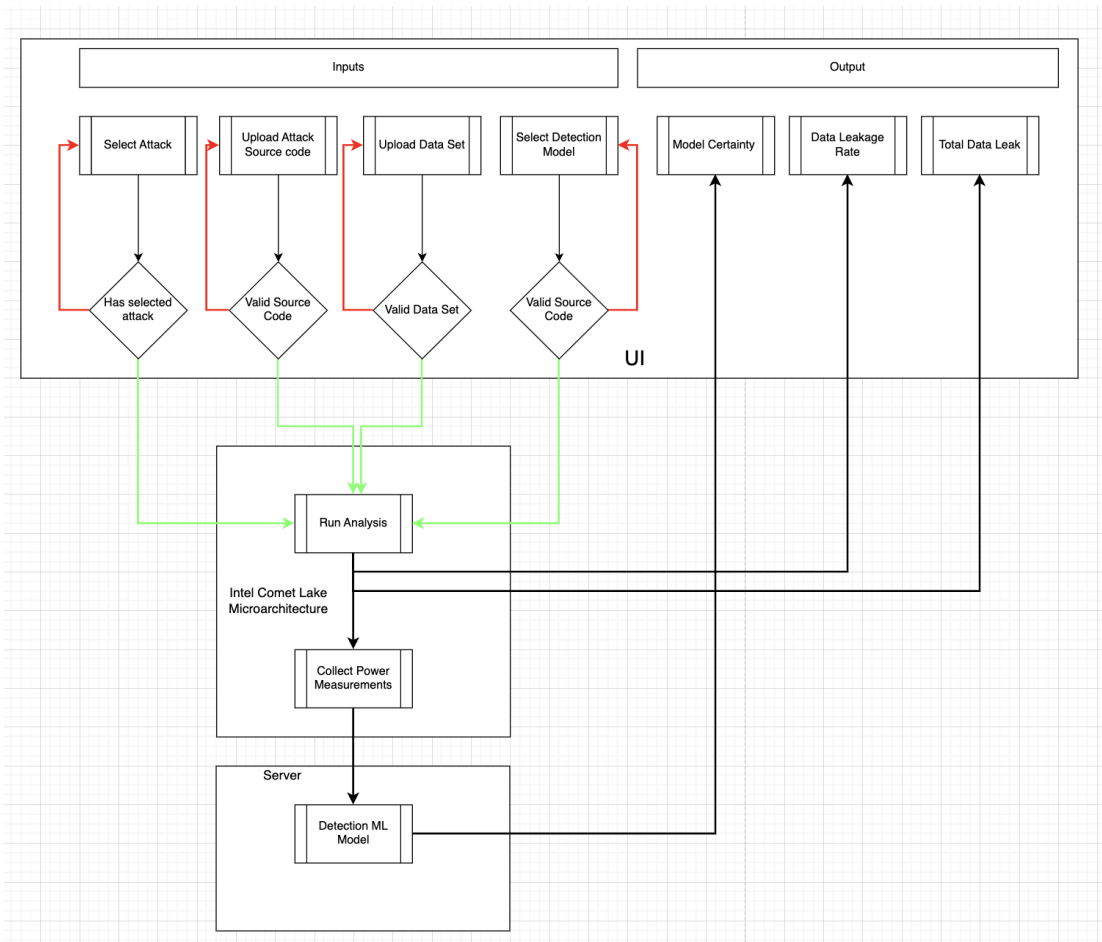 Inputs
Output
Select Attack
Upload Attack
Source code
Upload Data Set
Select Detection
Model
Model Certainty
Data Leakage
Rate
Total Data Leak
Has selected
attack
Valid Source
Code
Valid Data Set
Valid Source
Code
UI
Run Analysis
Intel Comet Lake
Microarchitecture
Collect Power
Measurements
Server
Detection ML
Model